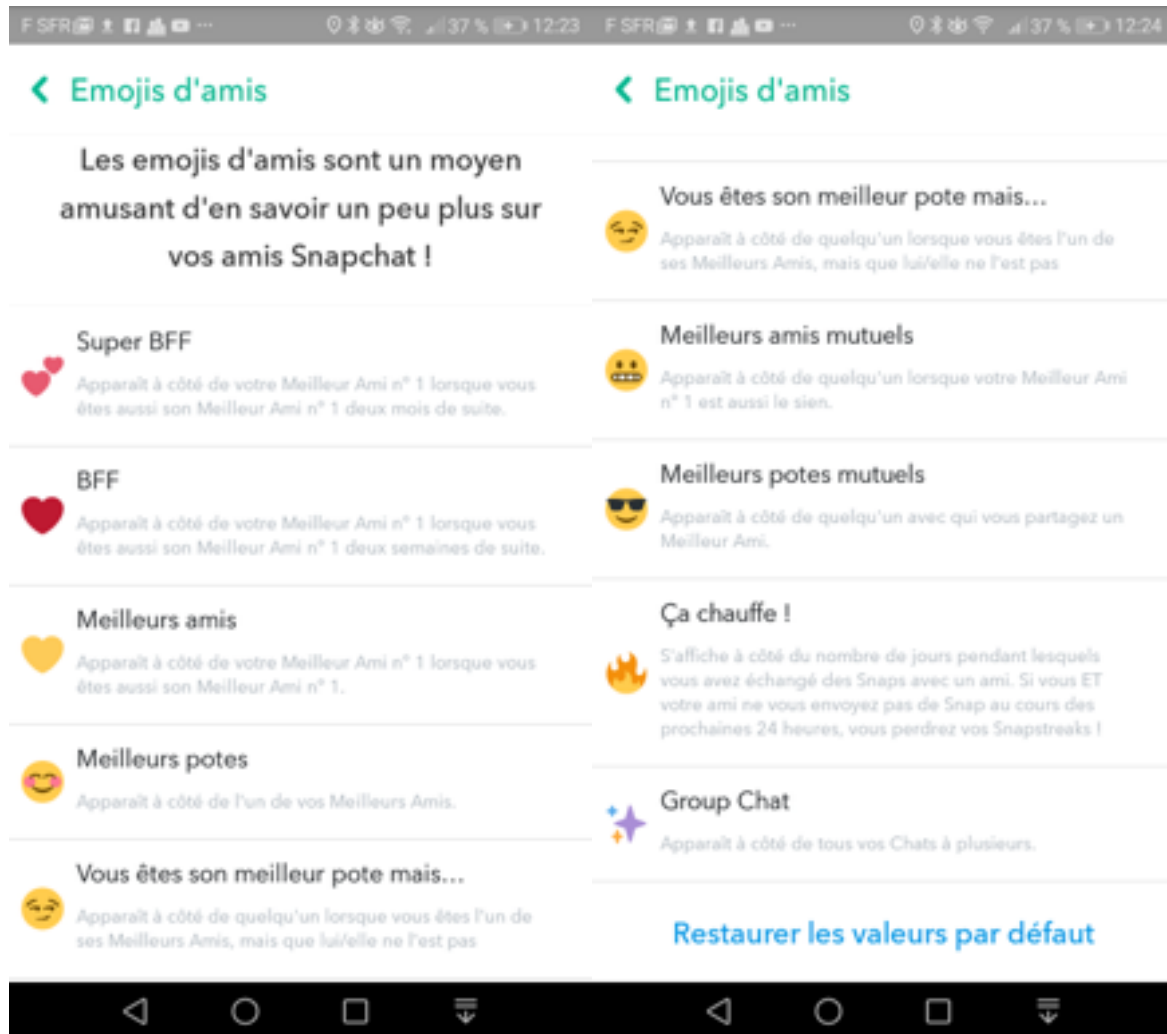 F SFR 37 % 12:23
Emojis d'amis
Les emojis d'amis sont un moyen
amusant d'en savoir un peu plus sur
vos amis Snapchat !
Super BFF
Apparaît à côté de votre Meilleur Ami n° 1 lorsque vous
êtes aussi son Meilleur Ami n° 1 deux mois de suite.
BFF
Apparaît à côté de votre Meilleur Ami n° 1 lorsque vous
êtes aussi son Meilleur Ami n° 1 deux semaines de suite.
Meilleurs amis
Apparaît à côté de votre Meilleur Ami n° 1 lorsque vous
êtes aussi son Meilleur Ami n° 1.
Meilleurs potes
Apparaît à côté de l'un de vos Meilleurs Amis.
Vous êtes son meilleur pote mais...
Apparaît à côté de quelqu'un lorsque vous êtes l'un de
ses Meilleurs Amis, mais que lui/elle ne l'est pas
F SFR 37 % 12:24
Emojis d'amis
Vous êtes son meilleur pote mais...
Apparaît à côté de quelqu'un lorsque vous êtes l'un de
ses Meilleurs Amis, mais que lui/elle ne l'est pas
Meilleurs amis mutuels
Apparaît à côté de quelqu'un lorsque votre Meilleur Ami
n° 1 est aussi le sien.
Meilleurs potes mutuels
Apparaît à côté de quelqu'un avec qui vous partagez un
Meilleur Ami.
Ça chauffe !
S'affiche à côté du nombre de jours pendant lesquels
vous avez échangé des Snaps avec un ami. Si vous ET
votre ami ne vous envoyez pas de Snap au cours des
prochaines 24 heures, vous perdrez vos Snapstreaks !
Group Chat
Apparaît à côté de tous vos Chats à plusieurs.
Restaurer les valeurs par défaut